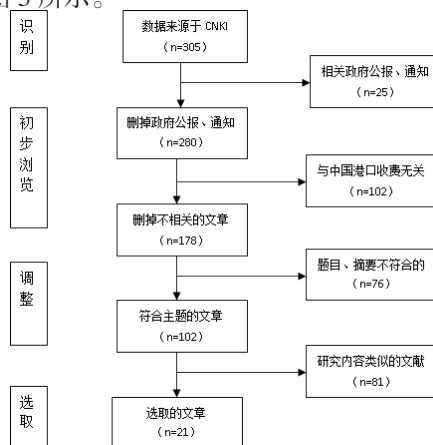 图 3 所示。
识别
数据来源于 CNKI
（n=305）
相关政府公报、通知
（n=25）
初步浏览
删掉政府公报、通知
（n=280）
与中国港口收费无关
（n=102）
删掉不相关的文章
（n=178）
调整
题目、摘要不符合的
（n=76）
符合主题的文章
（n=102）
研究内容类似的文献
（n=81）
选取
选取的文章
（n=21）